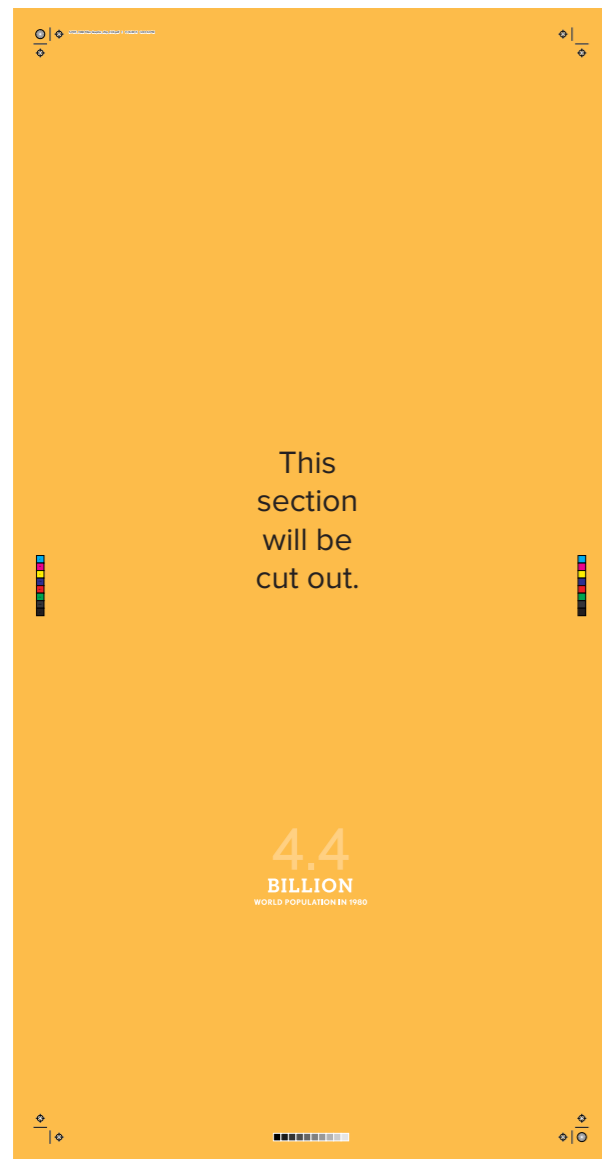 This
section
will be
cut out.
4.4
BILLION
WORLD POPULATION IN 1980